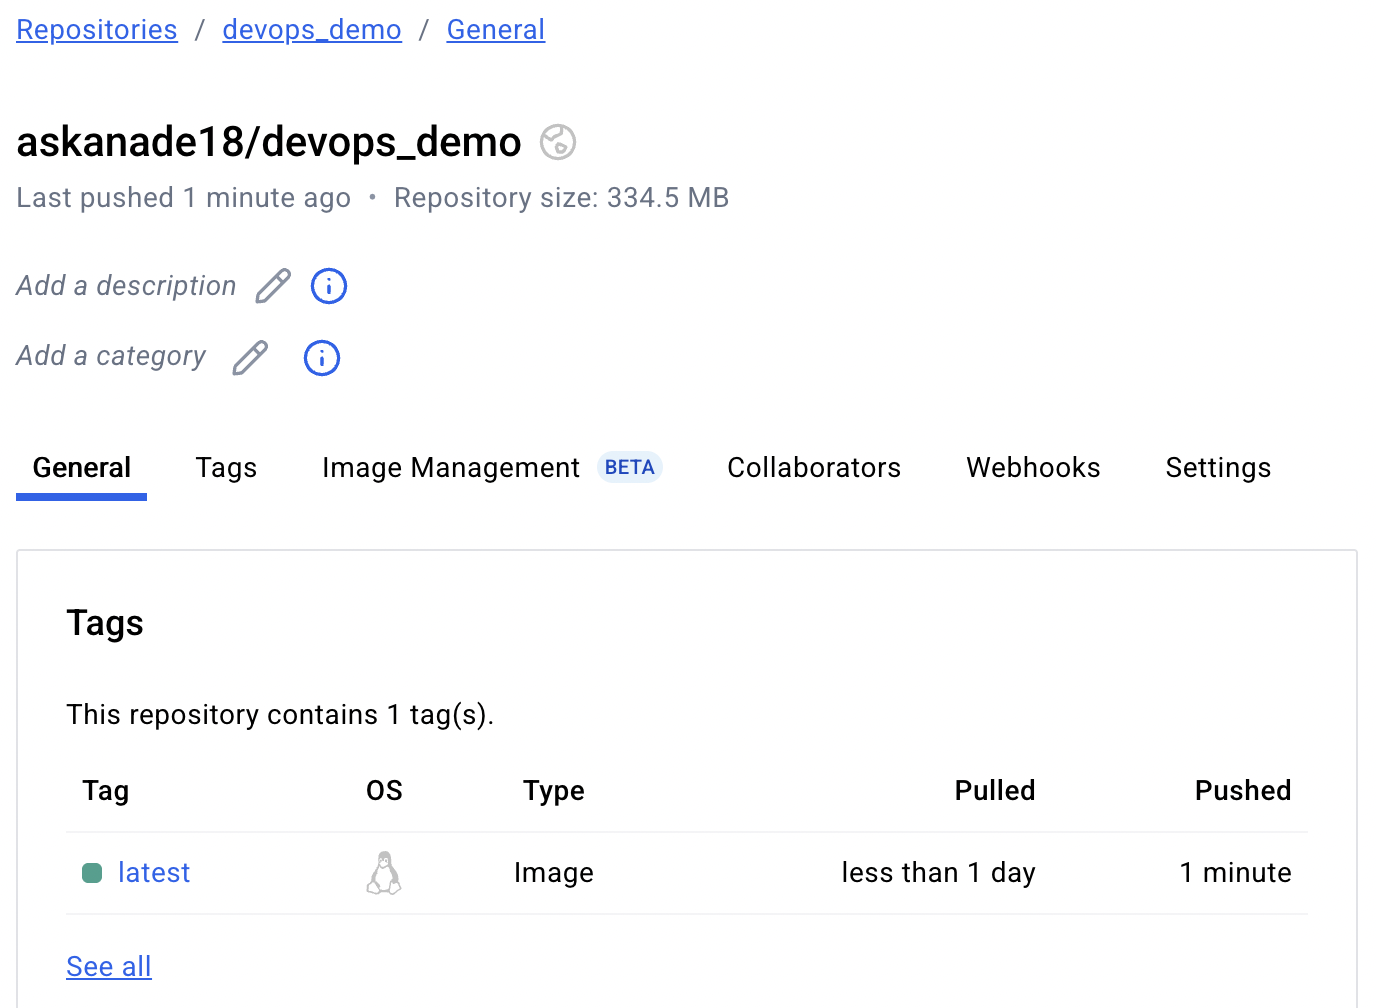 Repositories / devops_demo / General
askanade18/devops_demo
Last pushed 1 minute ago • Repository size: 334.5 MB
Add a description
Add a category
General Tags Image Management BETA Collaborators Webhooks Settings
Tags
This repository contains 1 tag(s).
Tag OS Type Pulled Pushed
latest Image less than 1 day 1 minute
See all